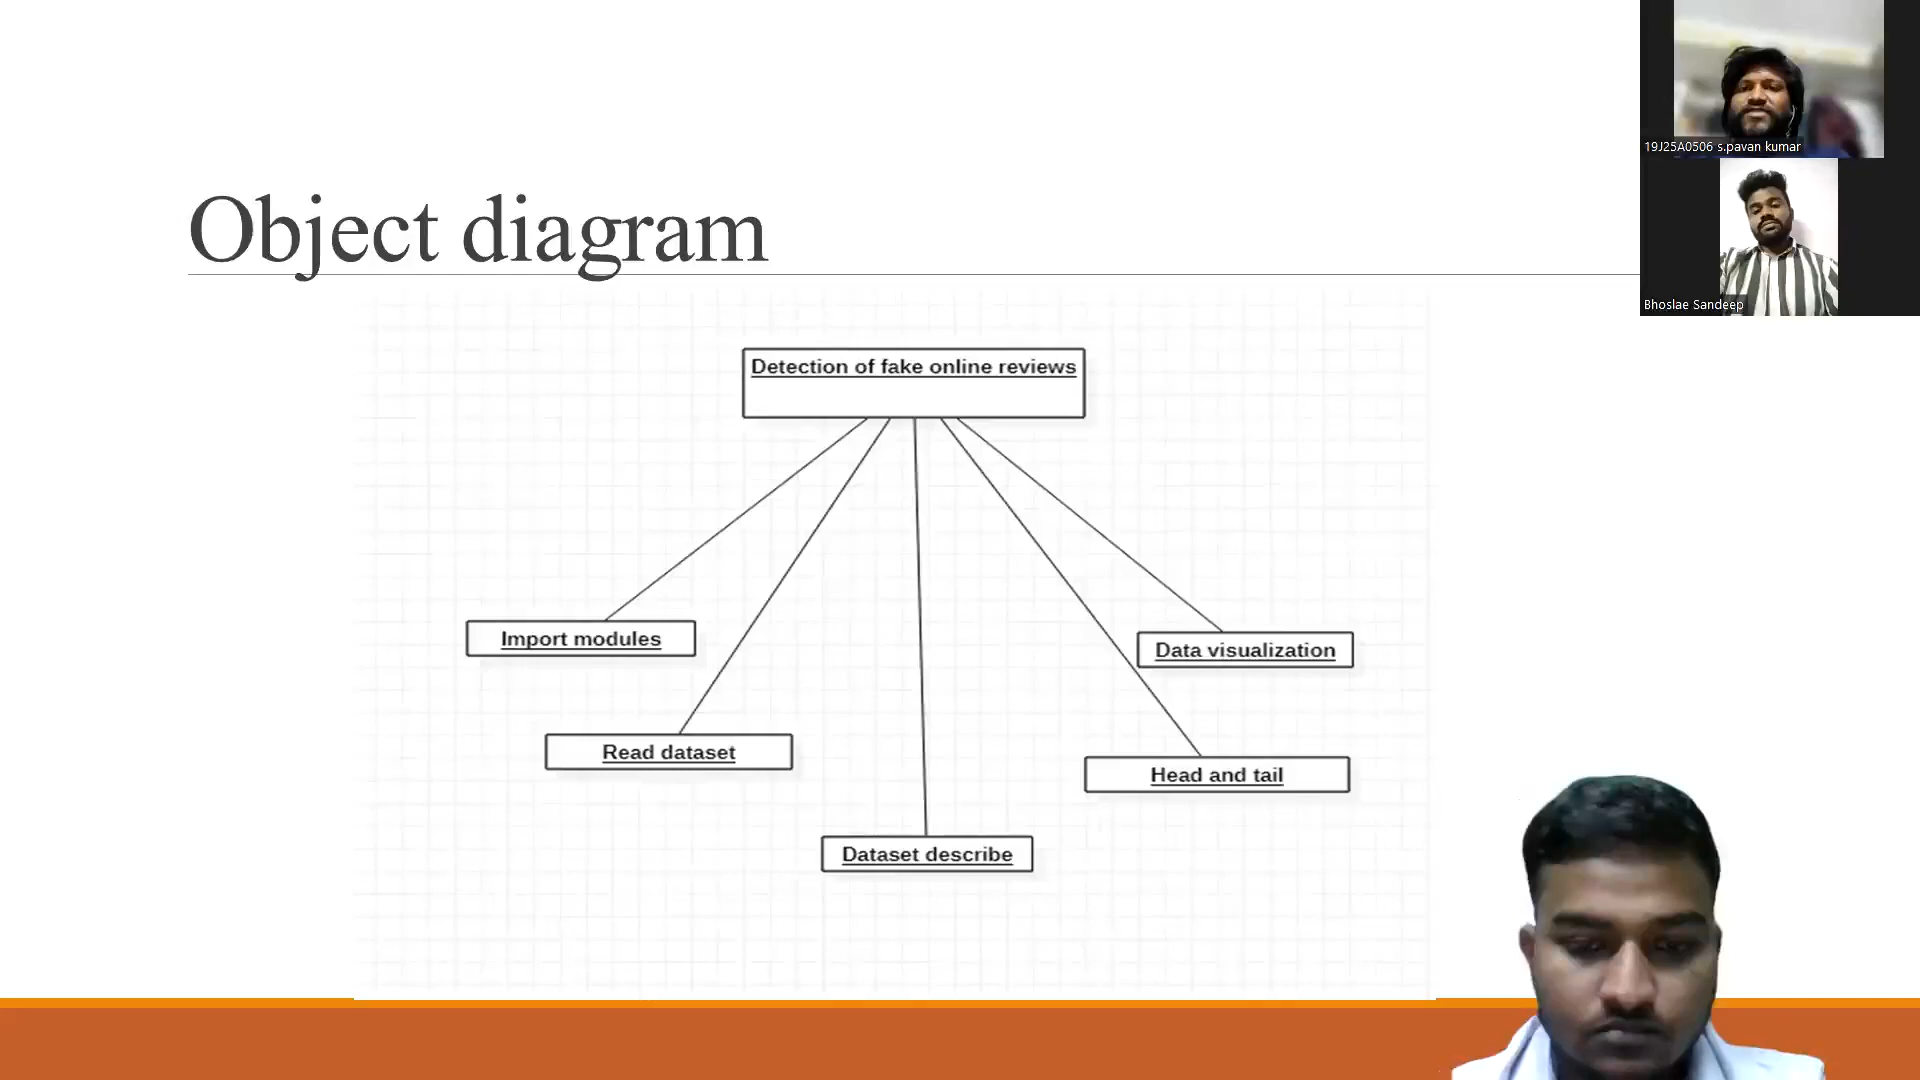 19J25A0506 s.pavan kumar
Bhoslae Sandeep
Object diagram
Detection of fake online reviews
Import modules
Data visualization
Read dataset
Head and tail
Dataset describe